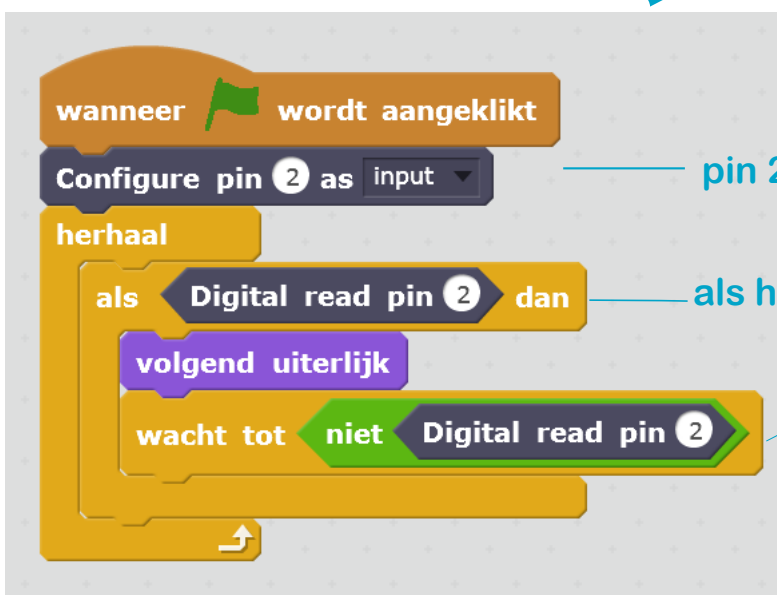 wanneer wordt aangeklikt
Configure pin 2 as input
pin 2
herhaal
als Digital read pin 2 dan
als h
volgend uiterlijk
wacht tot niet Digital read pin 2